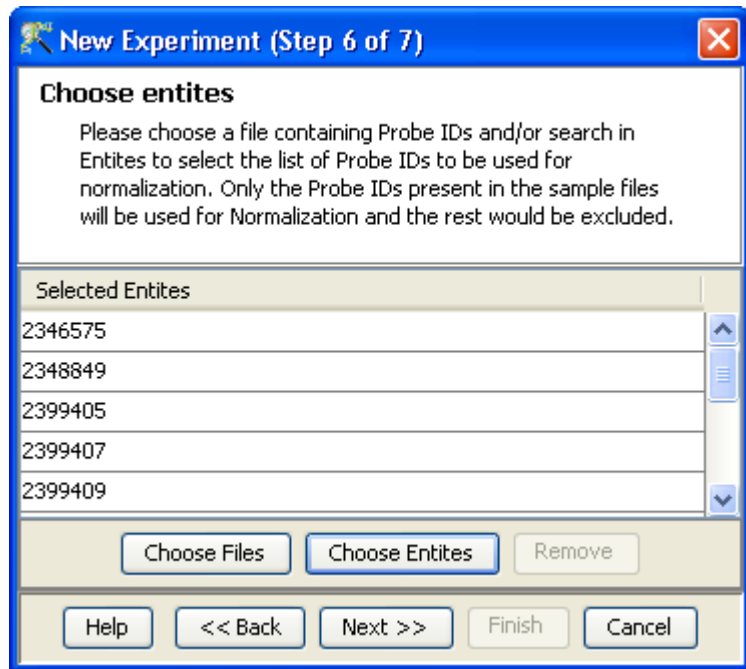 New Experiment (Step 6 of 7)
Choose entites
Please choose a file containing Probe IDs and/or search in
Entites to select the list of Probe IDs to be used for
normalization. Only the Probe IDs present in the sample files
will be used for Normalization and the rest would be excluded.
Selected Entites
2346575
2348849
2399405
2399407
2399409
Choose Files Choose Entites Remove
Help << Back Next >> Finish Cancel